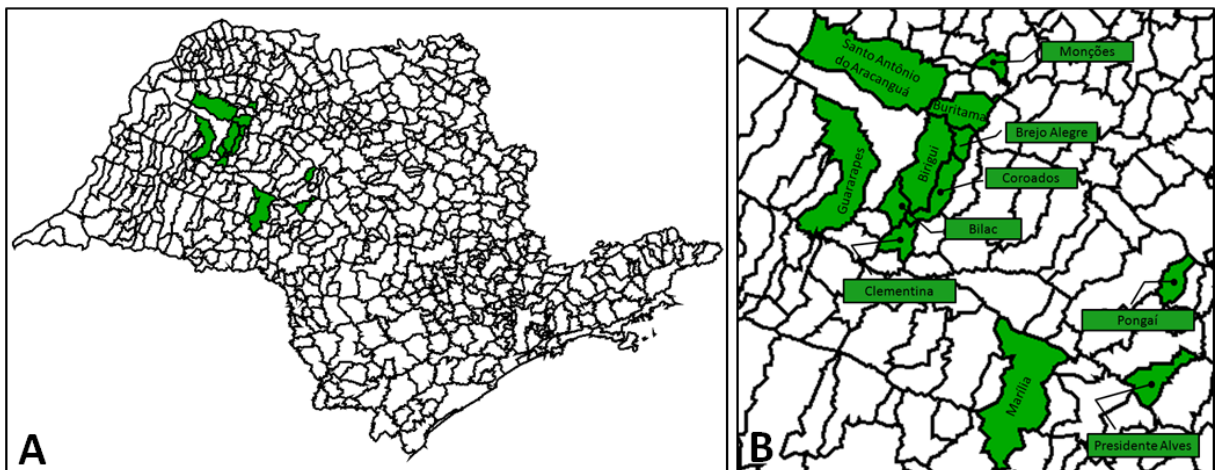 A
Santo Antônio
do Aracanguá
Monções
Buritama
Brejo Alegre
Birigui
Guararapes
Coroados
Bilac
Clementina
Pongaí
Marília
Presidente Alves
B